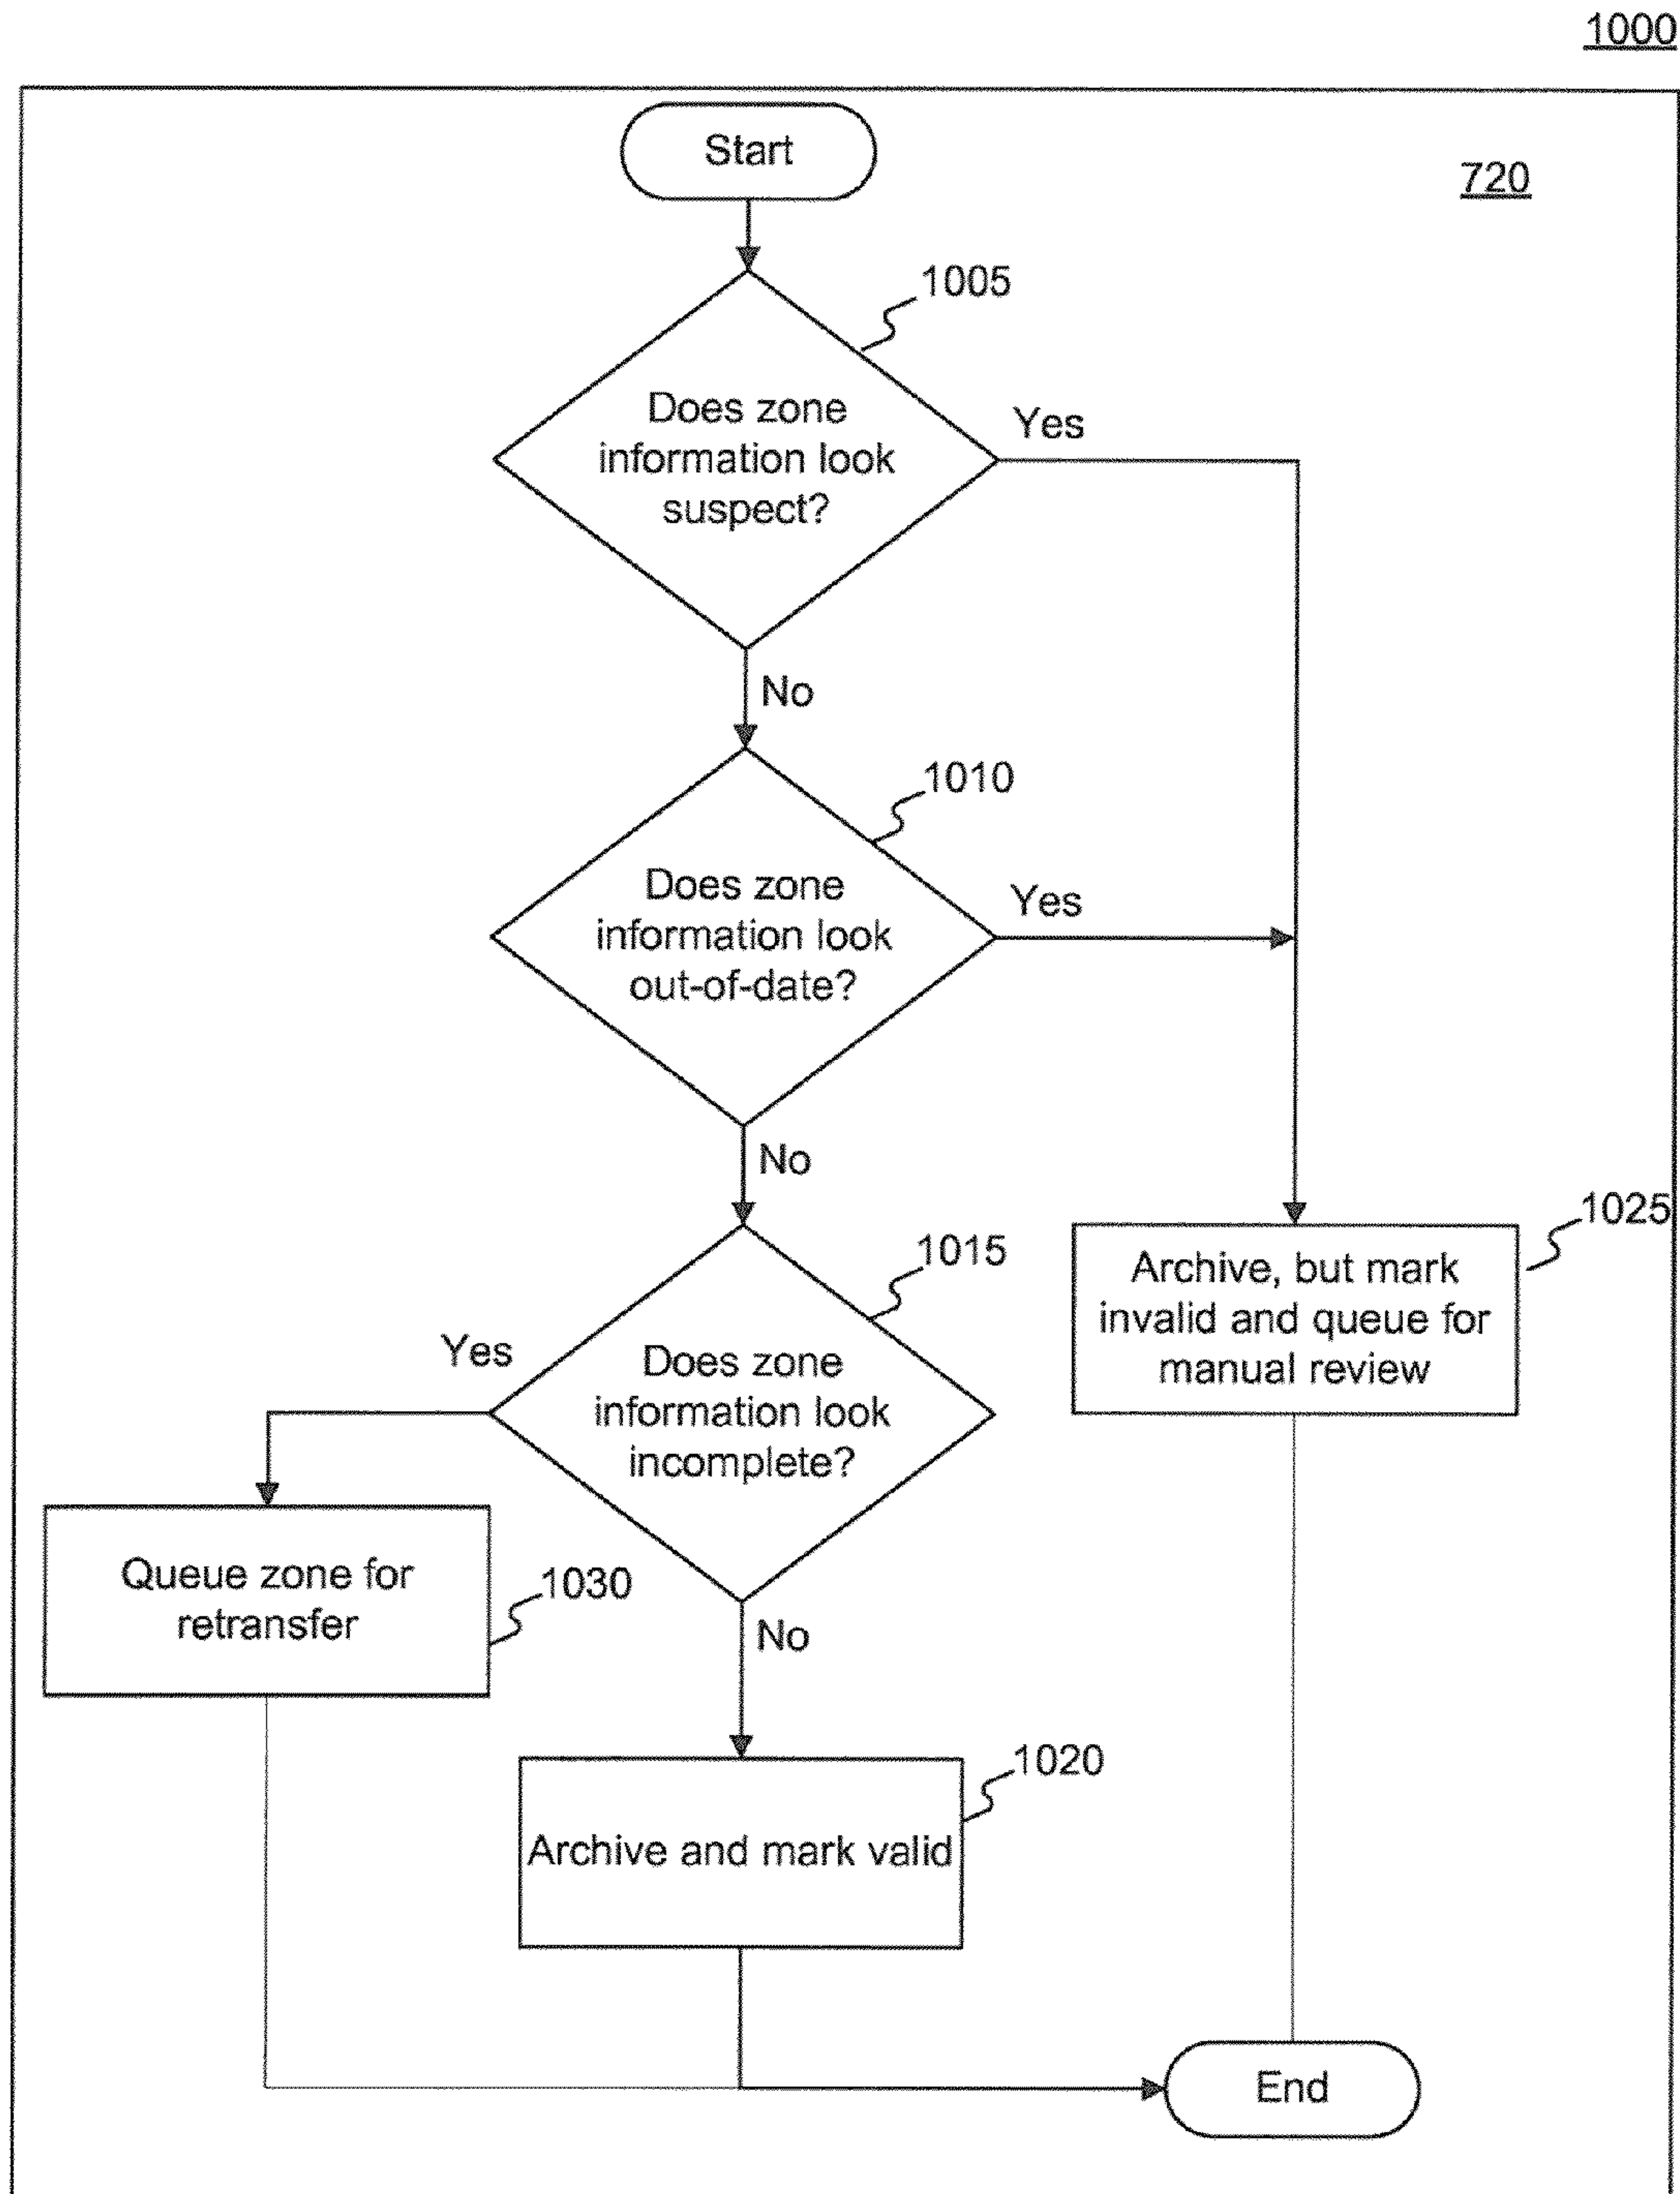 1000
Start
720
1005
Does zone
information look
suspect?
Yes
No
1010
Does zone
information look
out-of-date?
Yes
No
1015
Does zone
information look
incomplete?
Yes
1025
Archive, but mark
invalid and queue for
manual review
Queue zone for
retransfer
1030
No
1020
Archive and mark valid
End